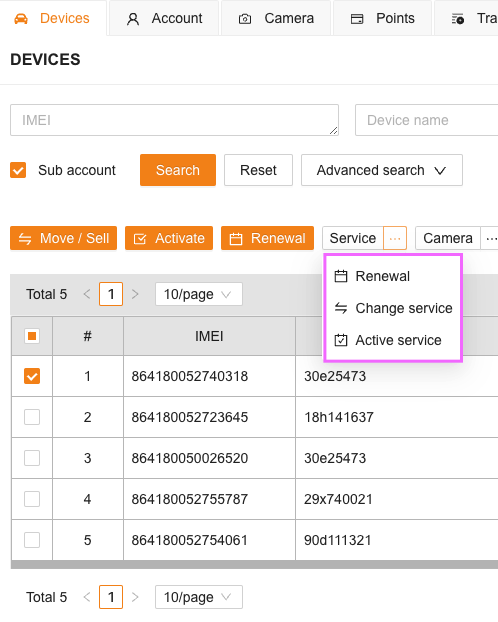 Devices Account Camera Points Tra
DEVICES
IMEI Device name
Sub account Search Reset Advanced search
Move / Sell Activate Renewal Service ··· Camera ···
Renewal
Change service
Active service
Total 5 < 1 > 10/page
# IMEI
1 864180052740318 30e25473
2 864180052723645 18h141637
3 864180050026520 30e25473
4 864180052755787 29x740021
5 864180052754061 90d111321
Total 5 < 1 > 10/page